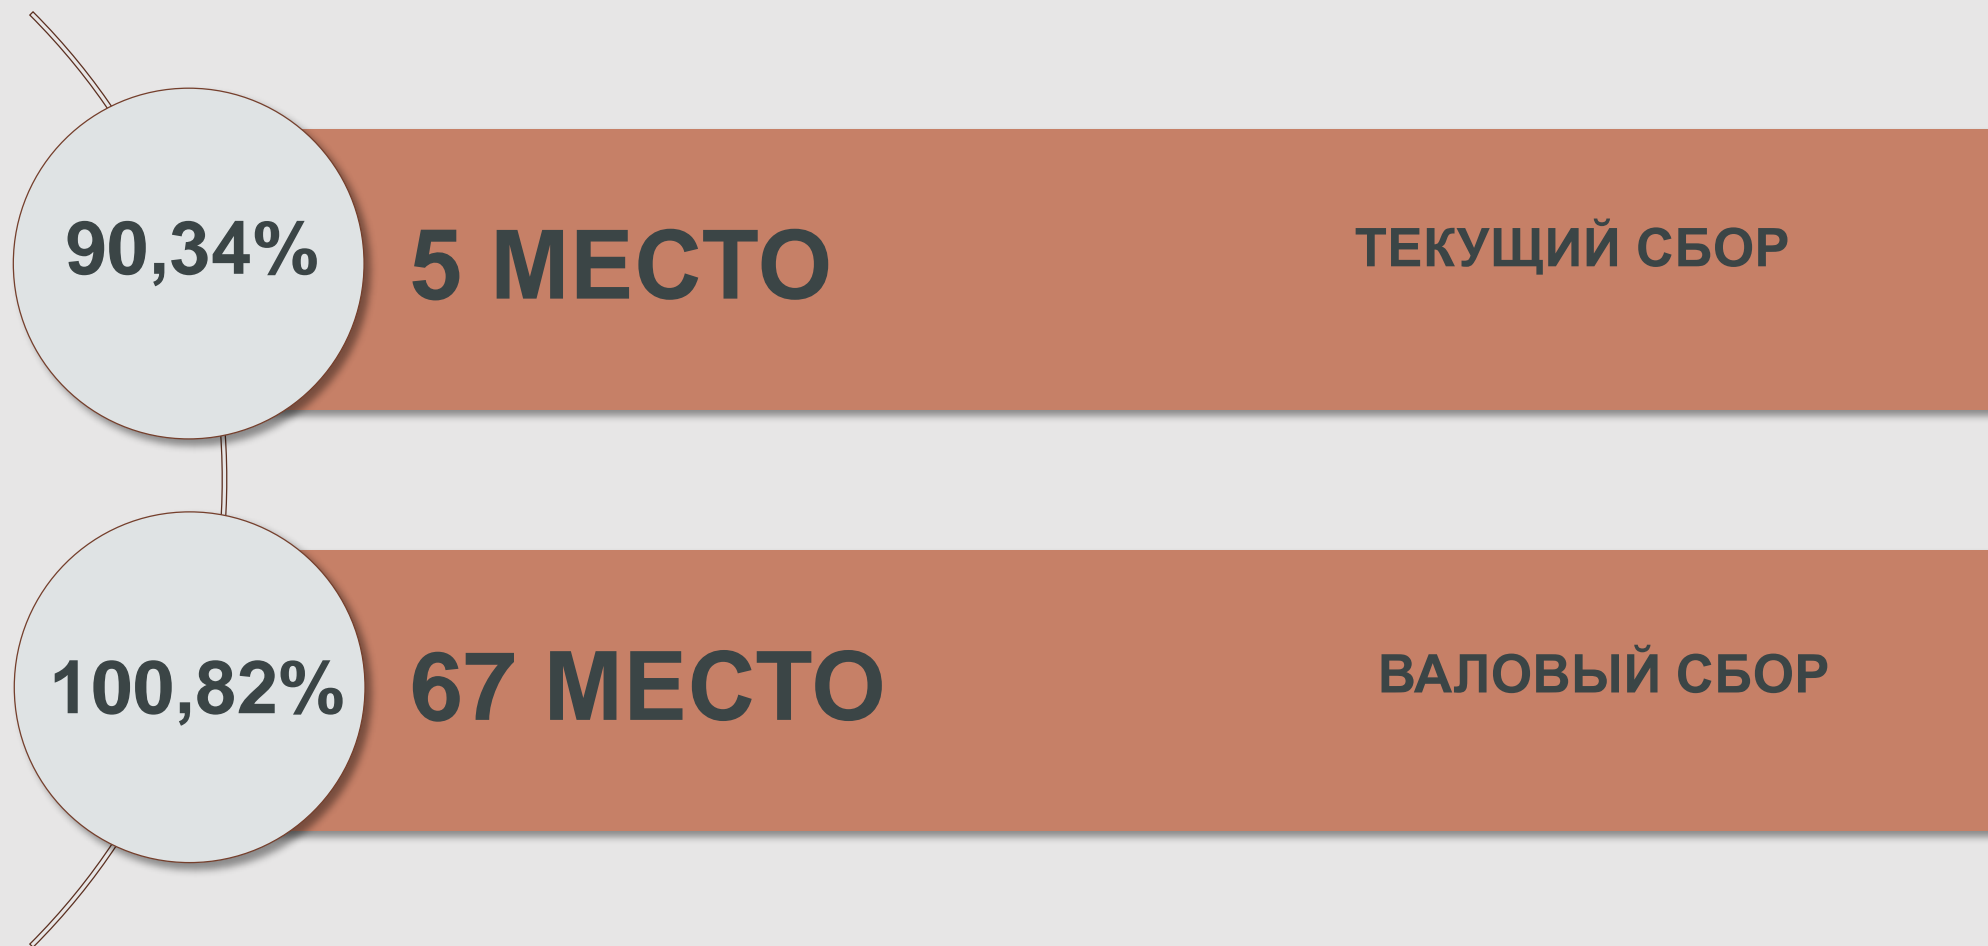 90,34%
5 МЕСТО
ТЕКУЩИЙ СБОР
100,82%
67 МЕСТО
ВАЛОВЫЙ СБОР